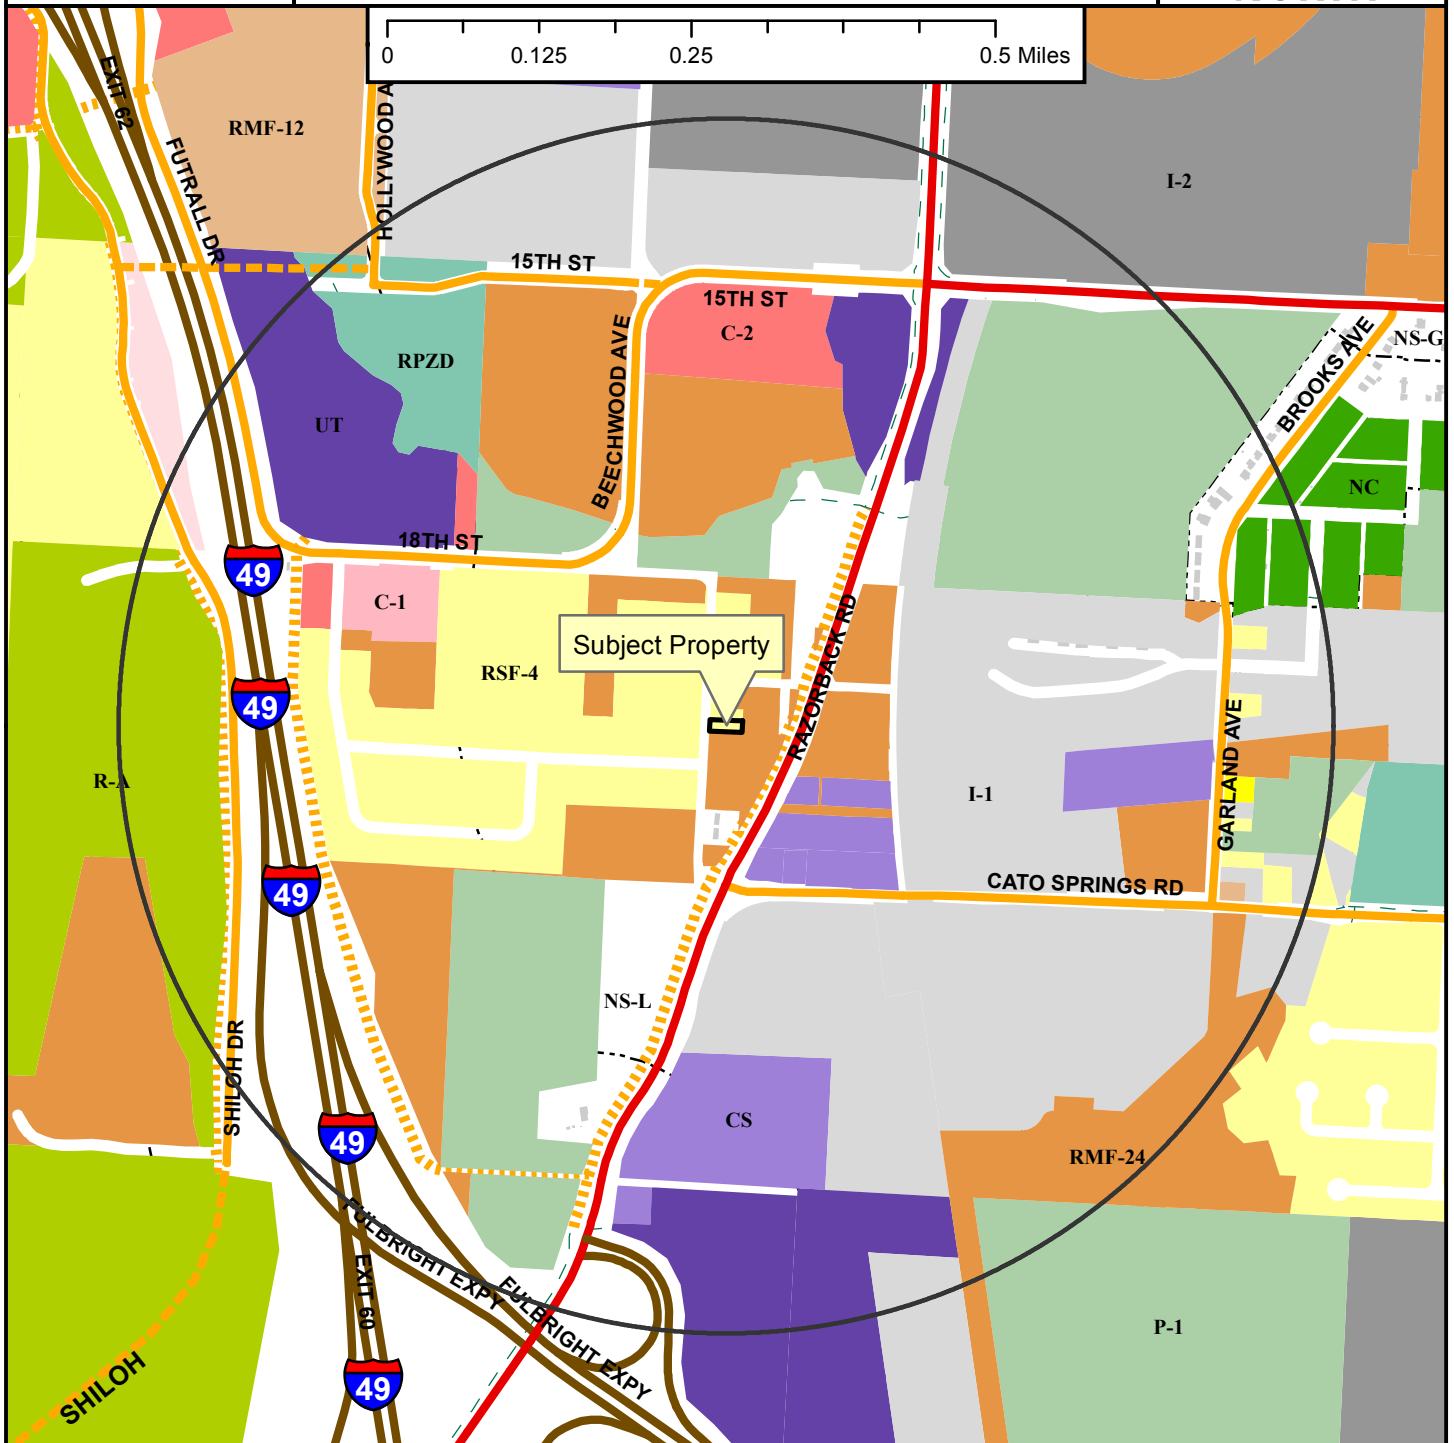 0 0.125 0.25 0.5 Miles
EXIT 62
RMF-12
HOLLYWOOD A
FUTRALL DR
I-2
15TH ST
15TH ST
C-2
BEECHWOOD AVE
RPZD
UT
BROOKS AVE
NS-G
NC
18TH ST
49
C-1
Subject Property
RSF-4
RAZORBACK RD
49
GARLAND AVE
R-A
I-1
49
CATO SPRINGS RD
NS-L
SHILOH DR
49
CS
RMF-24
FULBRIGHT EXPY
EXIT 60
FULBRIGHT EXPY
P-1
SHILOH
49